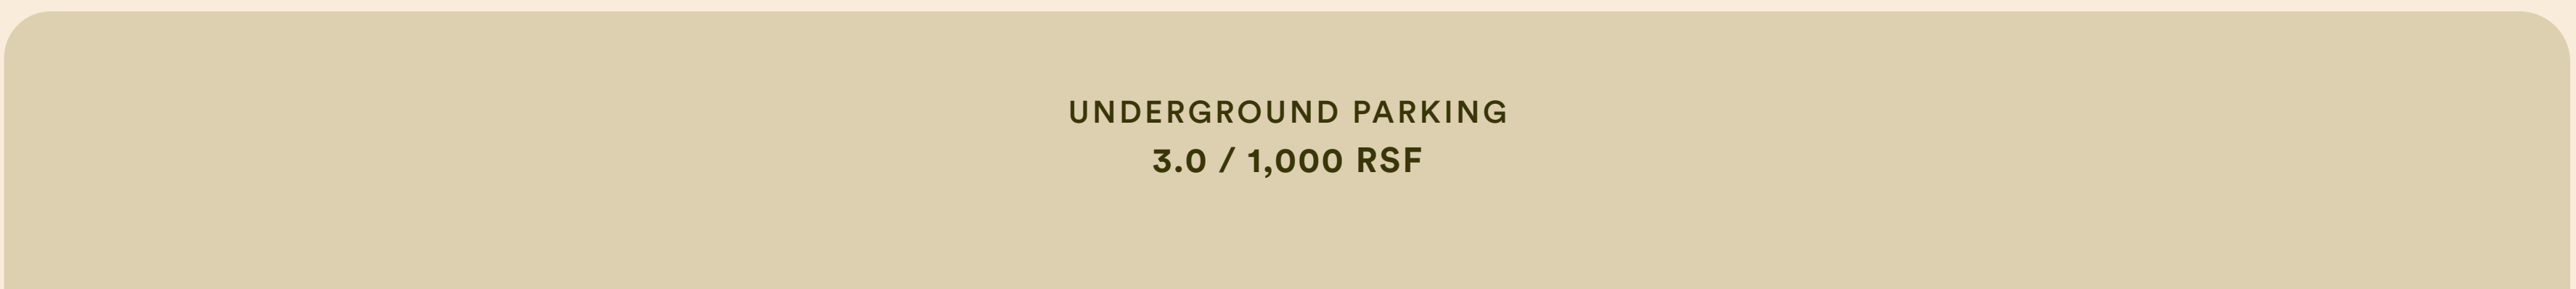 UNDERGROUND PARKING
3.0 / 1,000 RSF